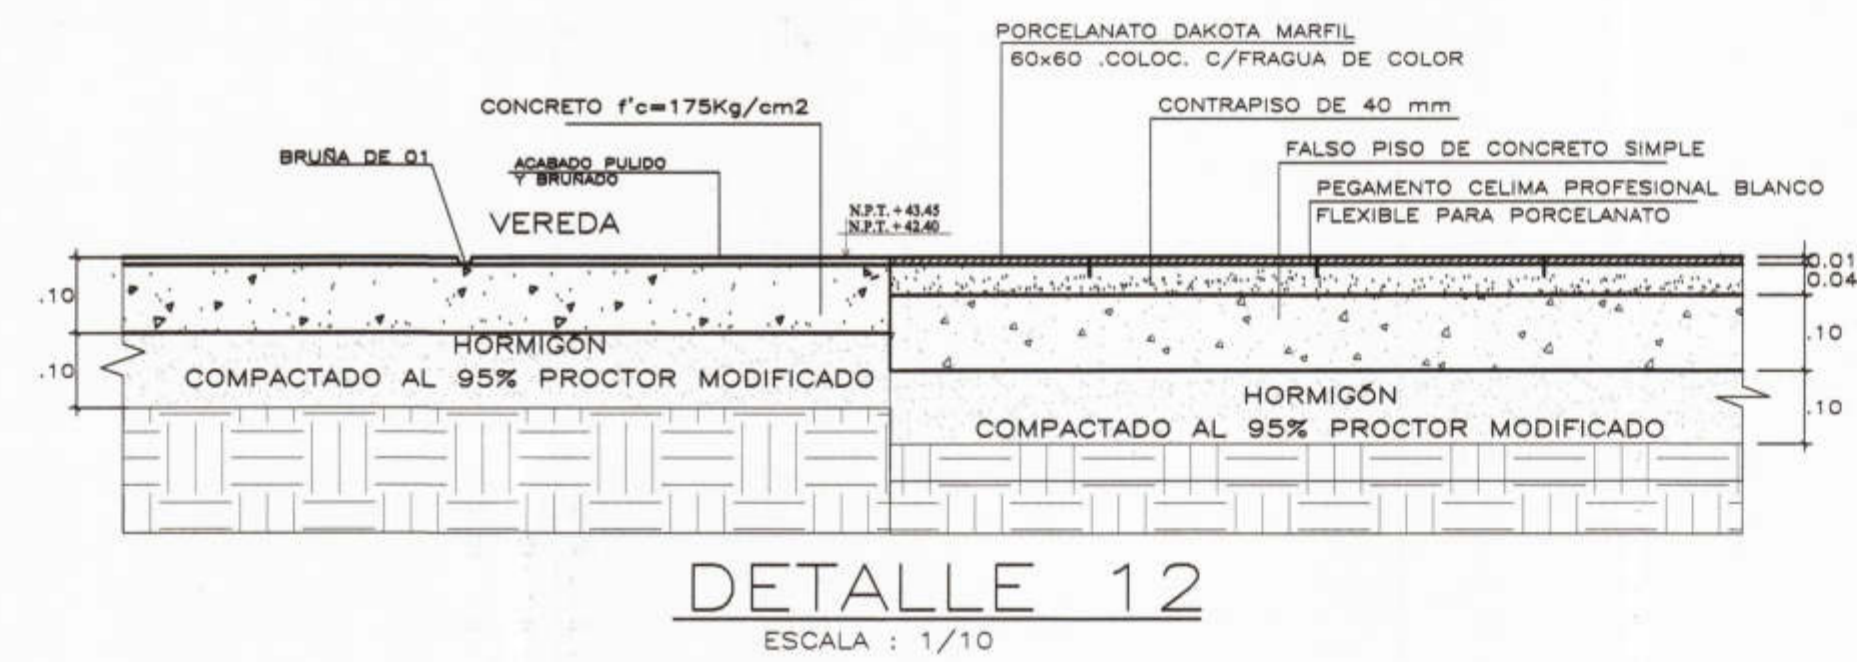 PORCELANATO DAKOTA MARFIL
60x60 .COLOC. C/FRAGUA DE COLOR
CONCRETO f'c=175Kg/cm2
CONTRAPISO DE 40 mm
BRUÑA DE 01
ACABADO PULIDO
Y BRUÑADO
FALSO PISO DE CONCRETO SIMPLE
PEGAMENTO CELIMA PROFESIONAL BLANCO
FLEXIBLE PARA PORCELANATO
VEREDA
N.P.T. + 43.45
N.P.T. + 42.40
0.01
0.04
.10
.10
HORMIGÓN
COMPACTADO AL 95% PROCTOR MODIFICADO
.10
HORMIGÓN
COMPACTADO AL 95% PROCTOR MODIFICADO
.10
DETALLE 12
ESCALA : 1/10